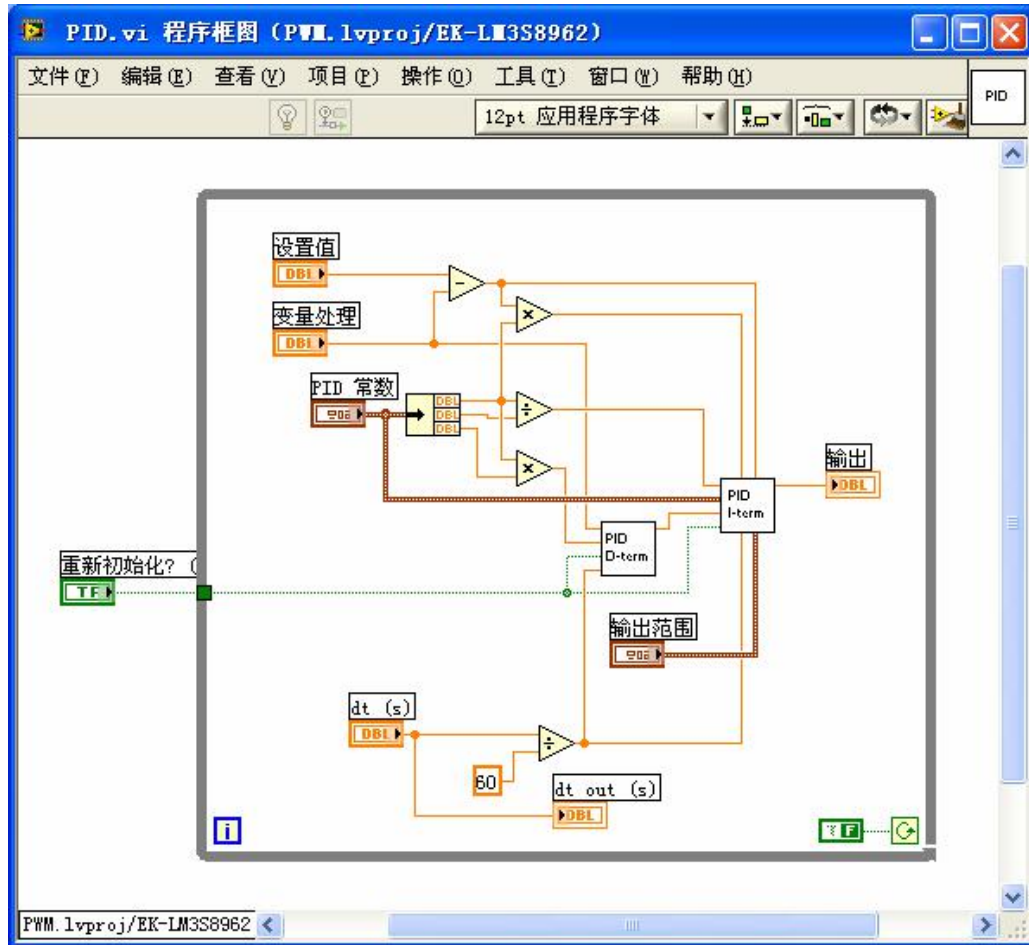 PID.vi 程序框图 (PWM.lvproj/EK-LM3S8962)
文件(F) 编辑(E) 查看(V) 项目(P) 操作(O) 工具(T) 窗口(W) 帮助(H)
PID
12pt 应用程序字体
设置值
DBL
变量处理
DBL
PID 常数
DBL
DBL
DBL
输出
DBL
PID
I-term
PID
D-term
重新初始化? (
TF
输出范围
dt (s)
DBL
60
dt out (s)
DBL
i
F
PWM.lvproj/EK-LM3S8962